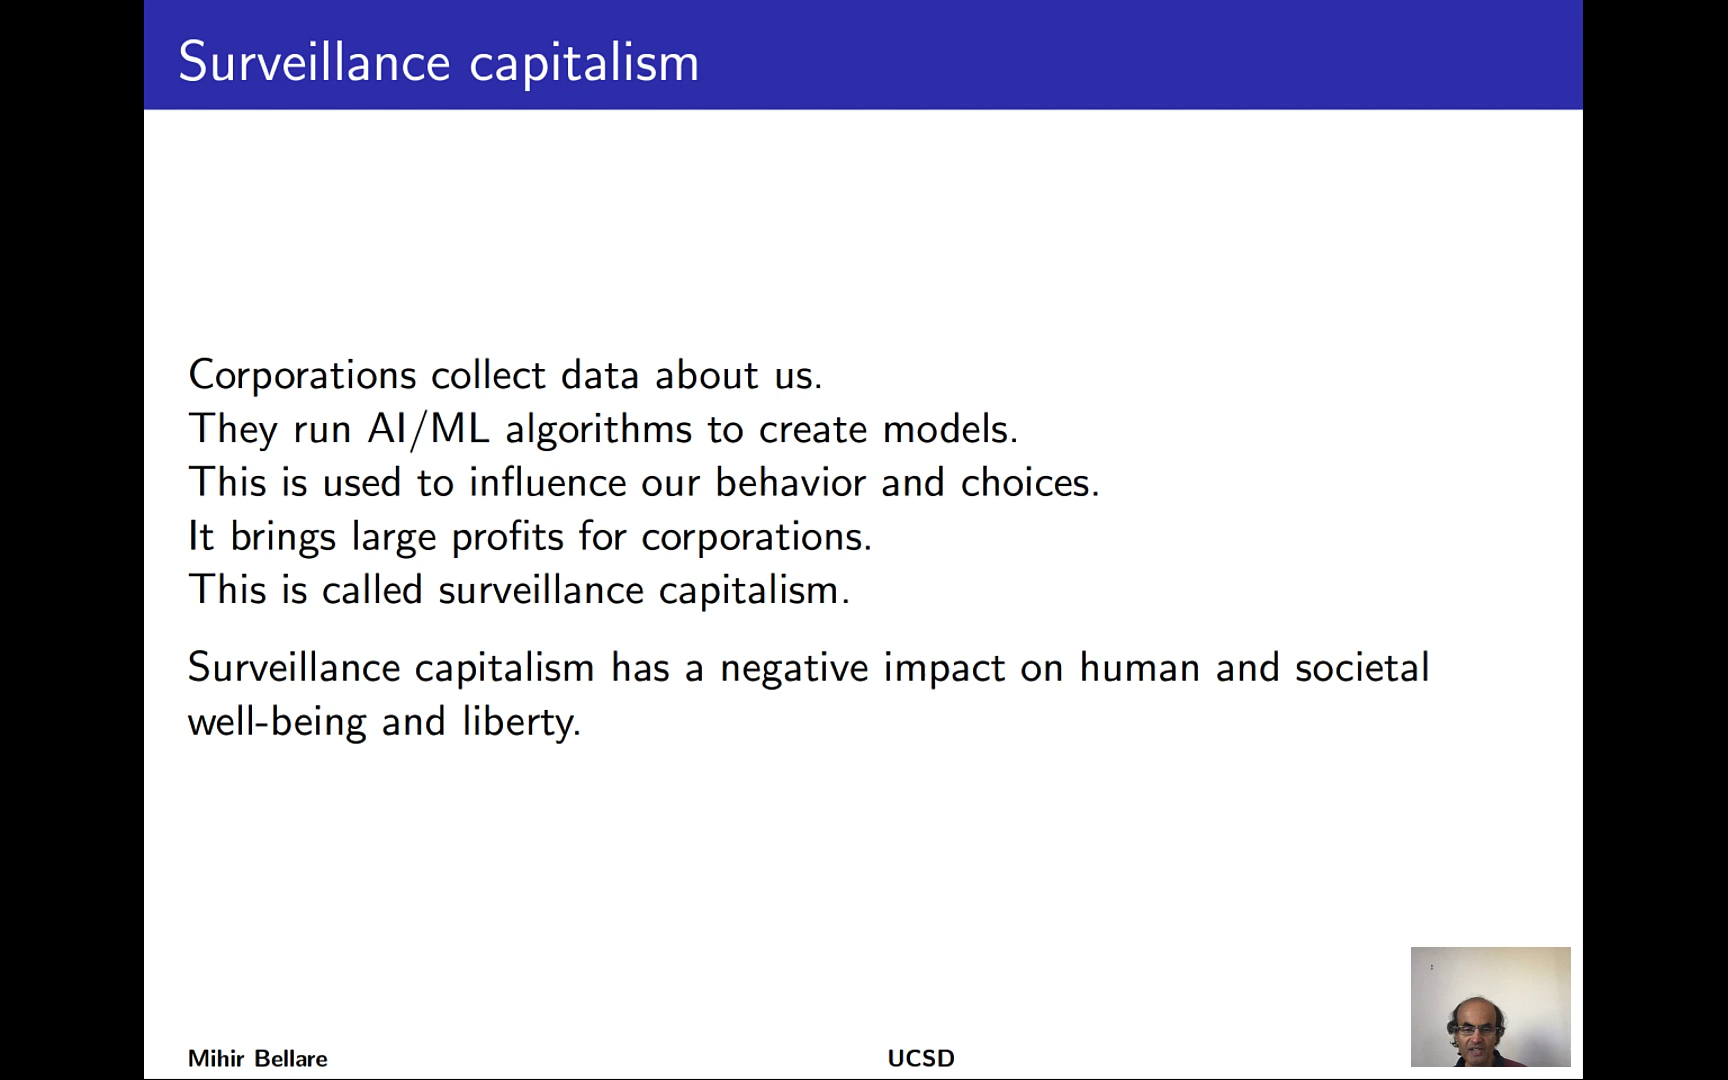 Surveillance capitalism
Corporations collect data about us.
They run AI/ML algorithms to create models.
This is used to influence our behavior and choices.
It brings large profits for corporations.
This is called surveillance capitalism.
Surveillance capitalism has a negative impact on human and societal
well-being and liberty.
Mihir Bellare
UCSD